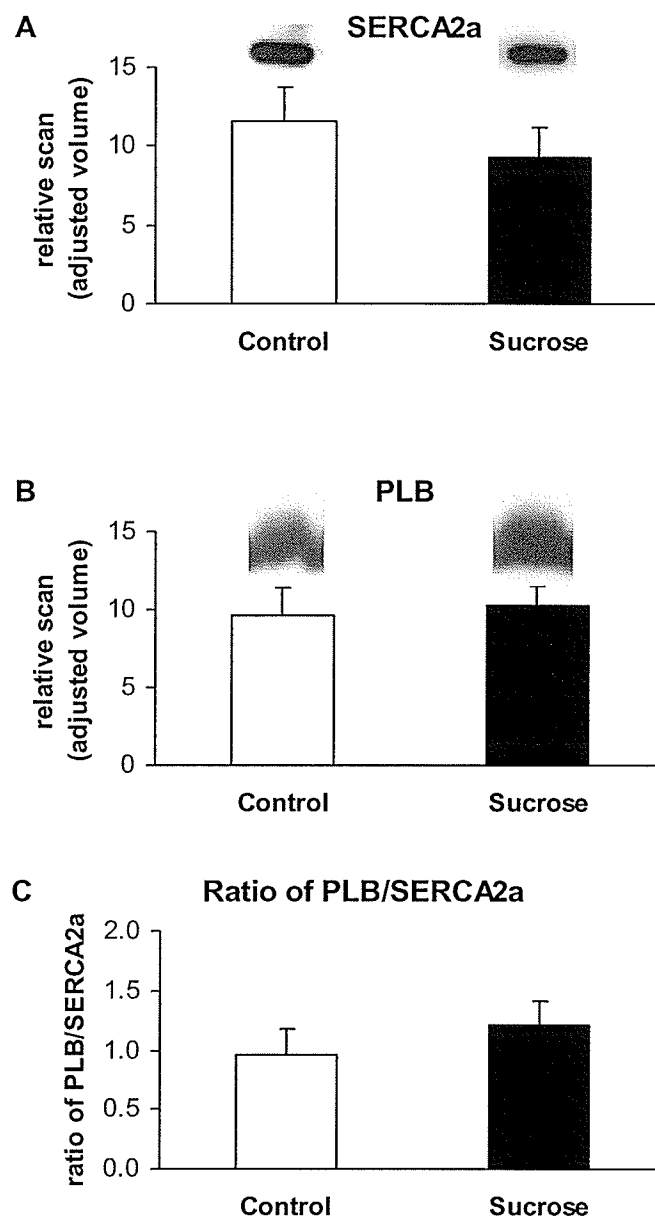 A
SERCA2a
relative scan
(adjusted volume)
15
10
5
0
Control Sucrose
B
PLB
relative scan
(adjusted volume)
15
10
5
0
Control Sucrose
C
Ratio of PLB/SERCA2a
ratio of PLB/SERCA2a
2.0
1.5
1.0
0.5
0.0
Control Sucrose